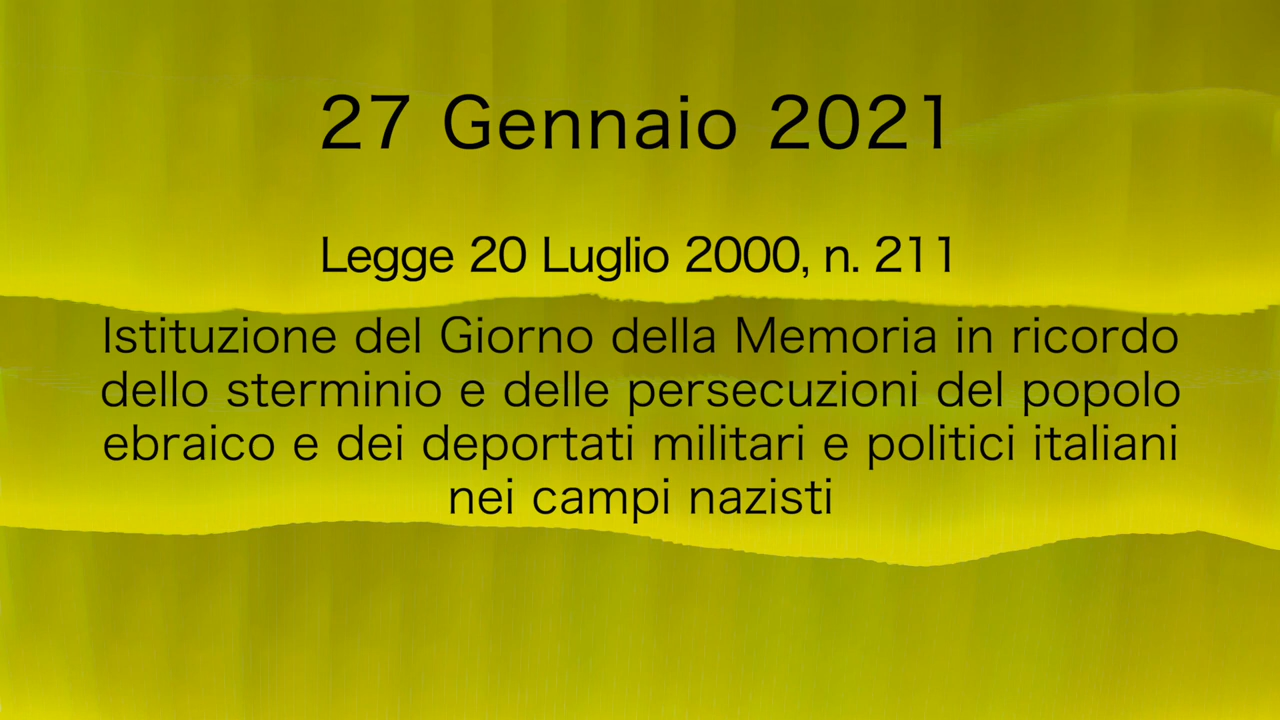 27 Gennaio 2021
Legge 20 Luglio 2000, n. 211
Istituzione del Giorno della Memoria in ricordo
dello sterminio e delle persecuzioni del popolo
ebraico e dei deportati militari e politici italiani
nei campi nazisti